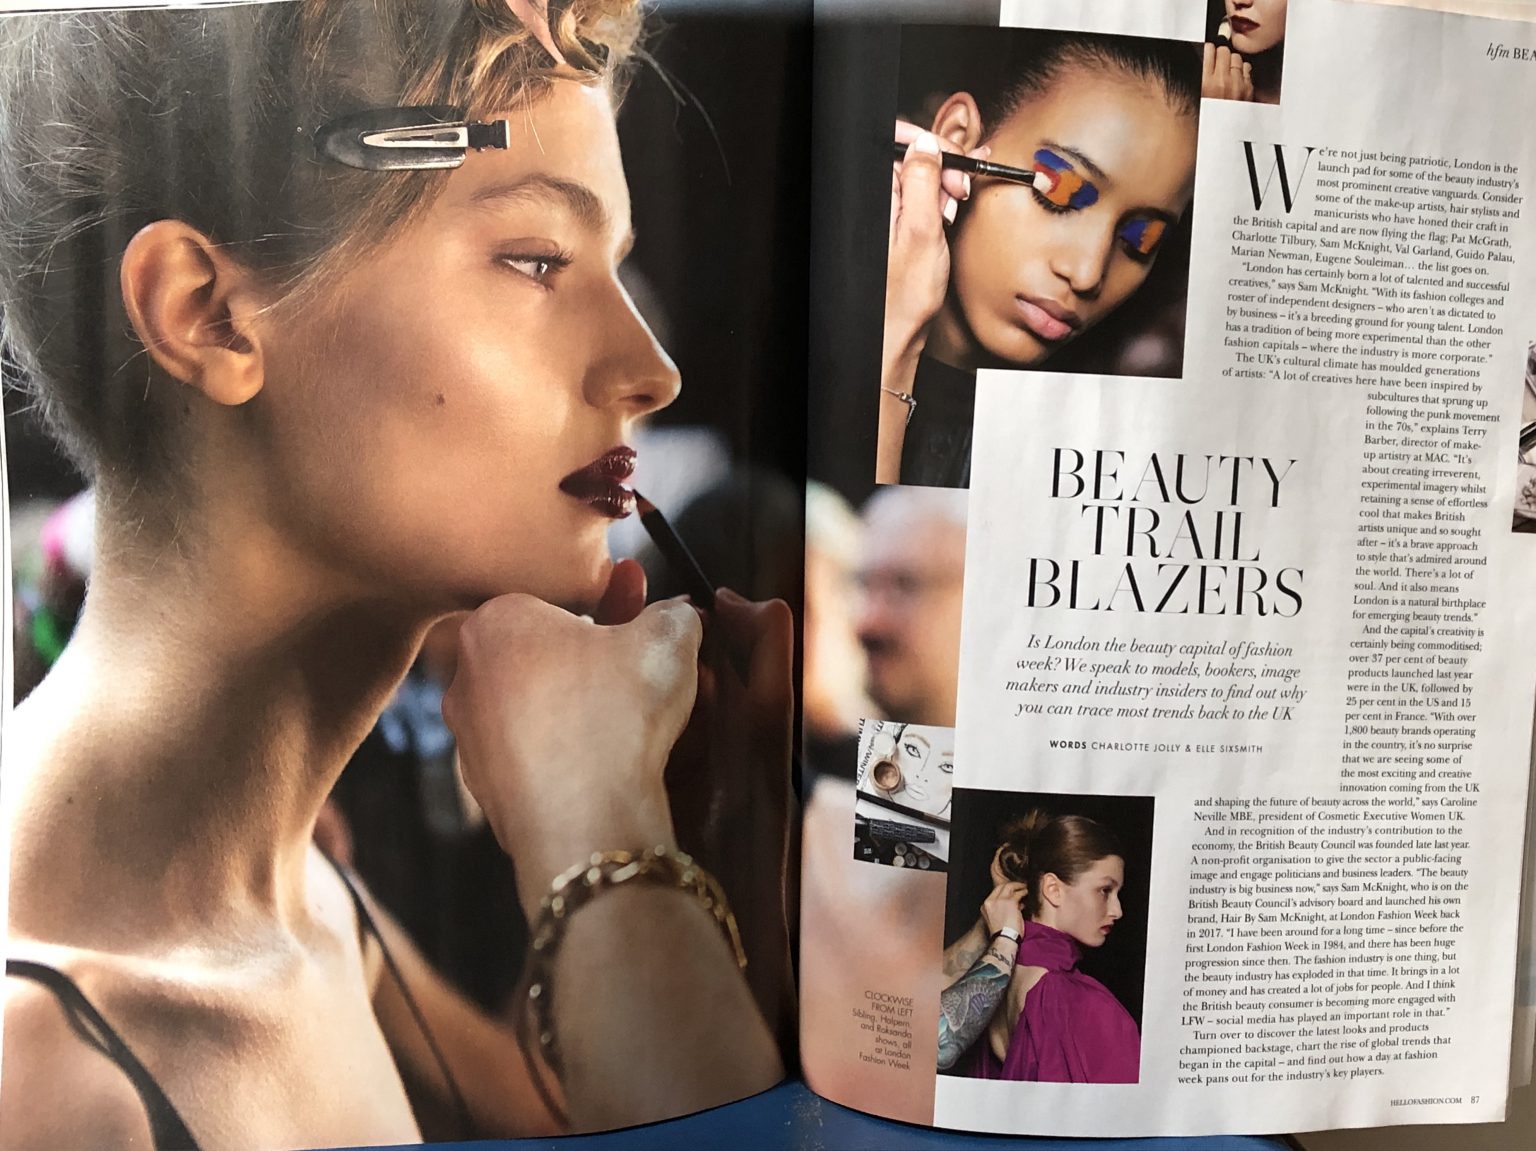 hfm BEA
We're not just being patriotic, London is the
launch pad for some of the beauty industry's
most prominent creative vanguards. Consider
some of the make-up artists, hair stylists and
manicurists who have honed their craft in
the British capital and are now flying the flag: Pat McGrath,
Charlotte Tilbury, Sam McKnight, Val Garland, Guido Palau,
Marian Newman, Eugene Souleiman... the list goes on.
"London has certainly born a lot of talented and successful
creatives," says Sam McKnight. "With its fashion colleges and
roster of independent designers – who aren't as dictated to
by business – it's a breeding ground for young talent. London
has a tradition of being more experimental than the other
fashion capitals – where the industry is more corporate."
The UK's cultural climate has moulded generations
of artists: "A lot of creatives here have been inspired by
subcultures that sprung up
following the punk movement
in the 70s," explains Terry
Barber, director of make-
up artistry at MAC. "It's
about creating irreverent,
experimental imagery whilst
retaining a sense of effortless
cool that makes British
artists unique and so sought
after – it's a brave approach
to style that's admired around
the world. There's a lot of
soul. And it also means
London is a natural birthplace
for emerging beauty trends."
And the capital's creativity is
certainly being commoditised;
over 37 per cent of beauty
products launched last year
were in the UK, followed by
25 per cent in the US and 15
per cent in France. "With over
1,800 beauty brands operating
in the country, it's no surprise
that we are seeing some of
the most exciting and creative
innovation coming from the UK
and shaping the future of beauty across the world," says Caroline
Neville MBE, president of Cosmetic Executive Women UK.
And in recognition of the industry's contribution to the
economy, the British Beauty Council was founded late last year.
A non-profit organisation to give the sector a public-facing
image and engage politicians and business leaders. "The beauty
industry is big business now," says Sam McKnight, who is on the
British Beauty Council's advisory board and launched his own
brand, Hair By Sam McKnight, at London Fashion Week back
in 2017. "I have been around for a long time – since before the
first London Fashion Week in 1984, and there has been huge
progression since then. The fashion industry is one thing, but
the beauty industry has exploded in that time. It brings in a lot
of money and has created a lot of jobs for people. And I think
the British beauty consumer is becoming more engaged with
LFW – social media has played an important role in that."
Turn over to discover the latest looks and products
championed backstage, chart the rise of global trends that
began in the capital – and find out how a day at fashion
week pans out for the industry's key players.
BEAUTY
TRAIL
BLAZERS
Is London the beauty capital of fashion
week? We speak to models, bookers, image
makers and industry insiders to find out why
you can trace most trends back to the UK
WORDS CHARLOTTE JOLLY & ELLE SIXSMITH
CLOCKWISE
FROM LEFT
Sibling, Halpern,
and Roksanda
shows, all
at London
Fashion Week
HELLOFASHION.COM 87